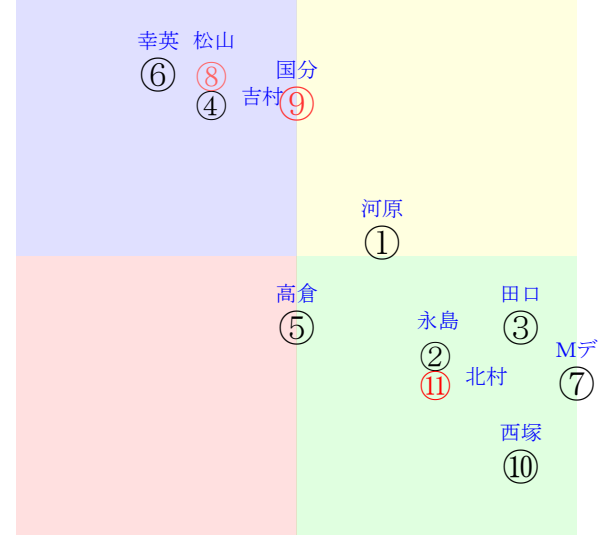 幸英 松山
⑥ ⑧ 国分
④ 吉村 ⑨
河原
①
高倉 田口
⑤ 永島 ③
② Mデ
⑪ 北村 ⑦
西塚
⑩